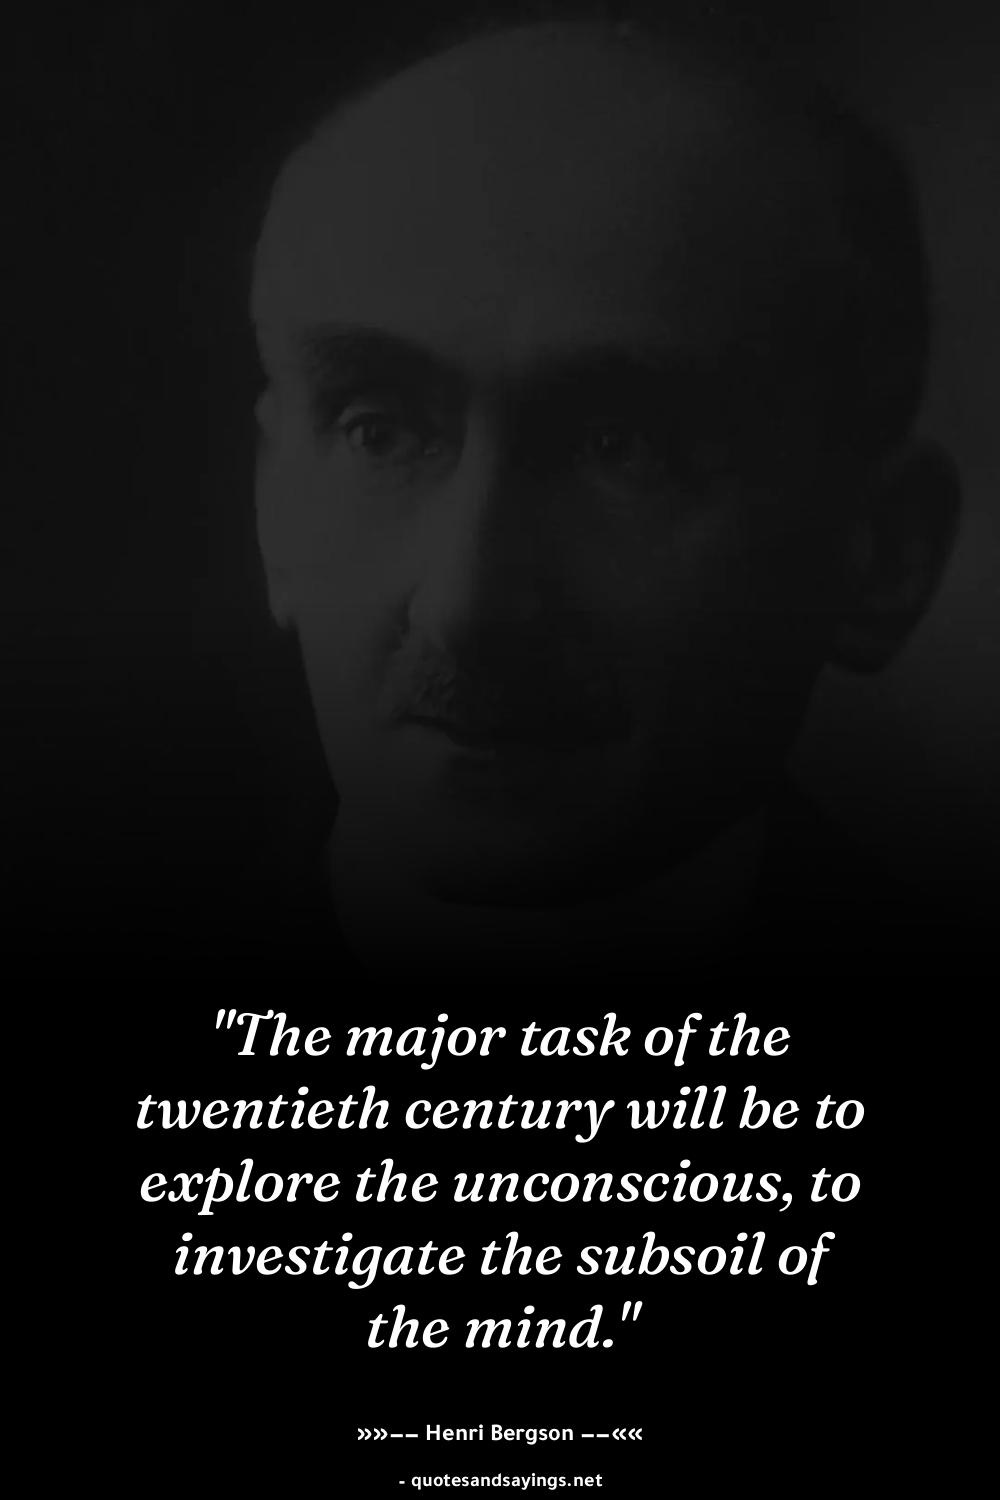 "The major task of the
twentieth century will be to
explore the unconscious, to
investigate the subsoil of
the mind."
»»−− Henri Bergson −−««
- quotesandsayings.net